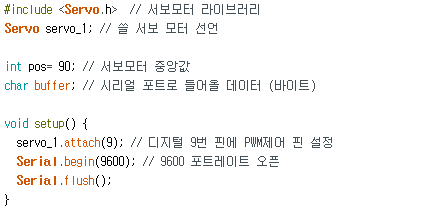 #include <Servo.h>  // 서보모터 라이브러리
Servo servo_1; // 쓸 서보 모터 선언
int pos= 90; // 서보모터 중앙값
char buffer; // 시리얼 포트로 들어올 데이터 (바이트)
void setup() {
  servo_1.attach(9); // 디지털 9번 핀에 PWM제어 핀 설정
  Serial.begin(9600); // 9600 포트레이트 오픈
  Serial.flush();
}